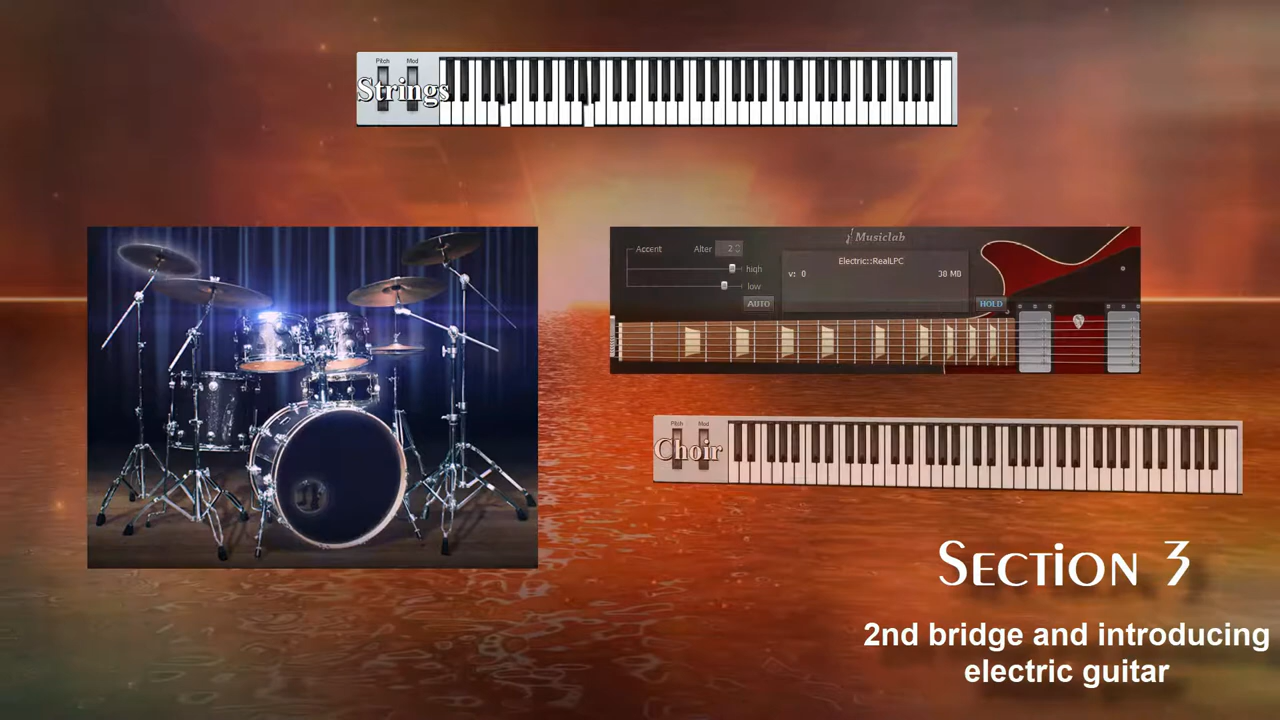 Pitch Mod
Strings
Musiclab
Accent Alter 2
Electric::RealLPC
high
v: 0 30 MB
low
AUTO
HOLD
Pitch Mod
Choir
Section 3
2nd bridge and introducing
electric guitar